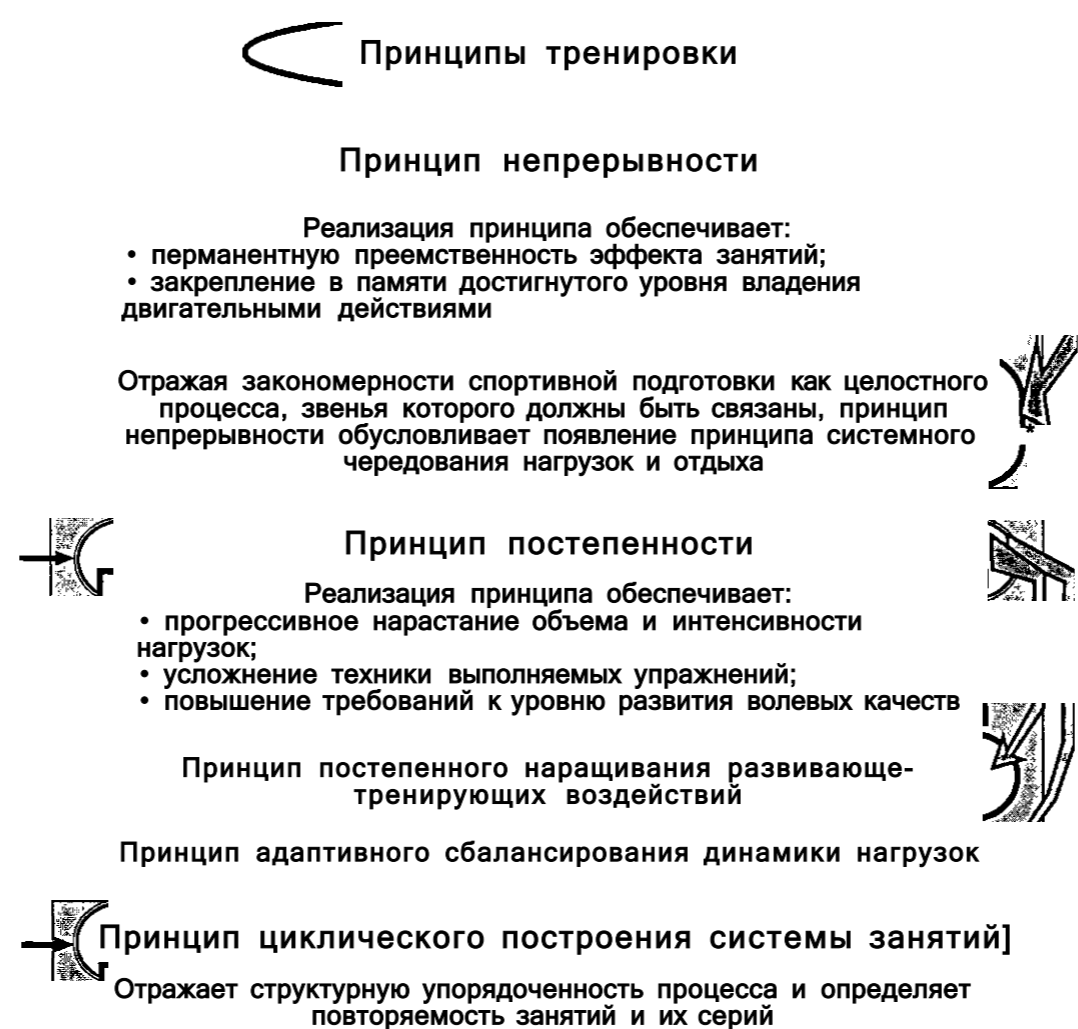 Принципы тренировки
Принцип непрерывности
Реализация принципа обеспечивает:
• перманентную преемственность эффекта занятий;
• закрепление в памяти достигнутого уровня владения
двигательными действиями
Отражая закономерности спортивной подготовки как целостного
процесса, звенья которого должны быть связаны, принцип
непрерывности обусловливает появление принципа системного
чередования нагрузок и отдыха
Принцип постепенности
Реализация принципа обеспечивает:
• прогрессивное нарастание объема и интенсивности
нагрузок;
• усложнение техники выполняемых упражнений;
• повышение требований к уровню развития волевых качеств
Принцип постепенного наращивания развивающе-
тренирующих воздействий
Принцип адаптивного сбалансирования динамики нагрузок
Принцип циклического построения системы занятий]
Отражает структурную упорядоченность процесса и определяет
повторяемость занятий и их серий